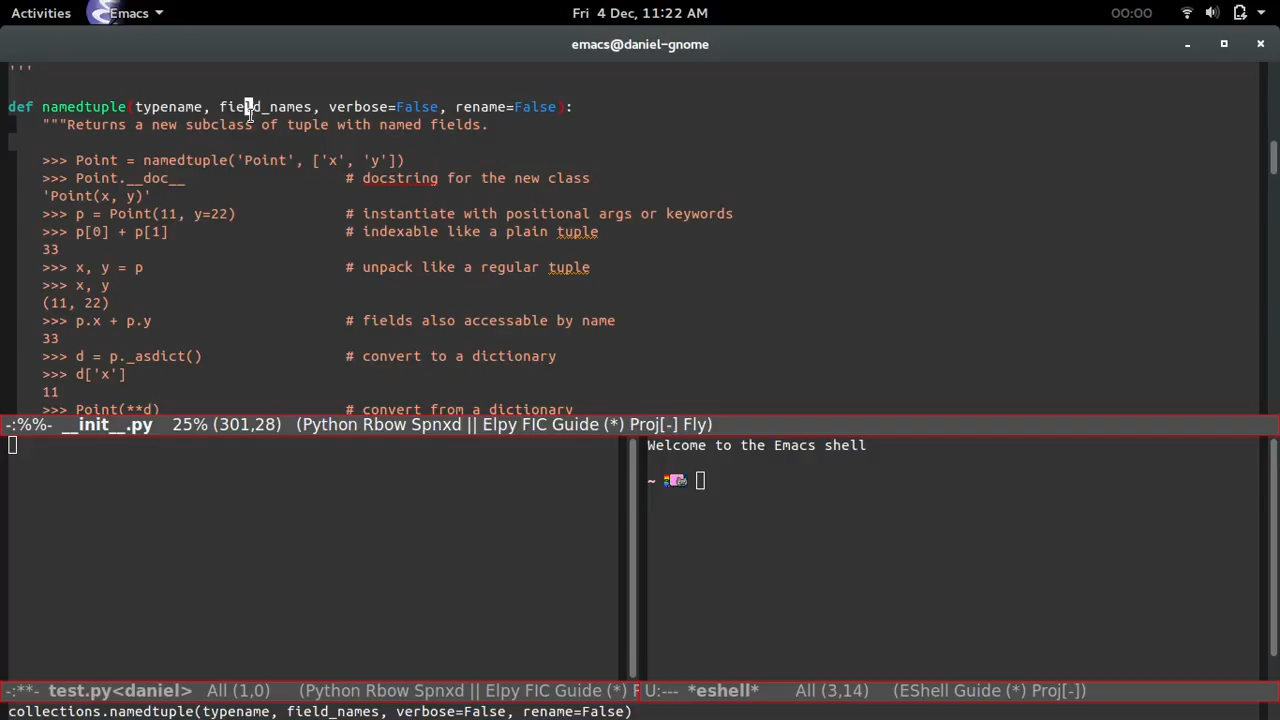 Activities Emacs Fri 4 Dec, 11:22 AM 00:00
emacs@daniel-gnome
'''
def namedtuple(typename, field_names, verbose=False, rename=False):
"""Returns a new subclass of tuple with named fields.
>>> Point = namedtuple('Point', ['x', 'y'])
>>> Point.__doc__ # docstring for the new class
'Point(x, y)'
>>> p = Point(11, y=22) # instantiate with positional args or keywords
>>> p[0] + p[1] # indexable like a plain tuple
33
>>> x, y = p # unpack like a regular tuple
>>> x, y
(11, 22)
>>> p.x + p.y # fields also accessable by name
33
>>> d = p._asdict() # convert to a dictionary
>>> d['x']
11
>>> Point(**d) # convert from a dictionary
-:%%- __init__.py 25% (301,28) (Python Rbow Spnxd || Elpy FIC Guide (*) Proj[-] Fly)
Welcome to the Emacs shell
~
-:**- test.py<daniel> All (1,0) (Python Rbow Spnxd || Elpy FIC Guide (*) F
U:--- *eshell* All (3,14) (EShell Guide (*) Proj[-])
collections.namedtuple(typename, field_names, verbose=False, rename=False)